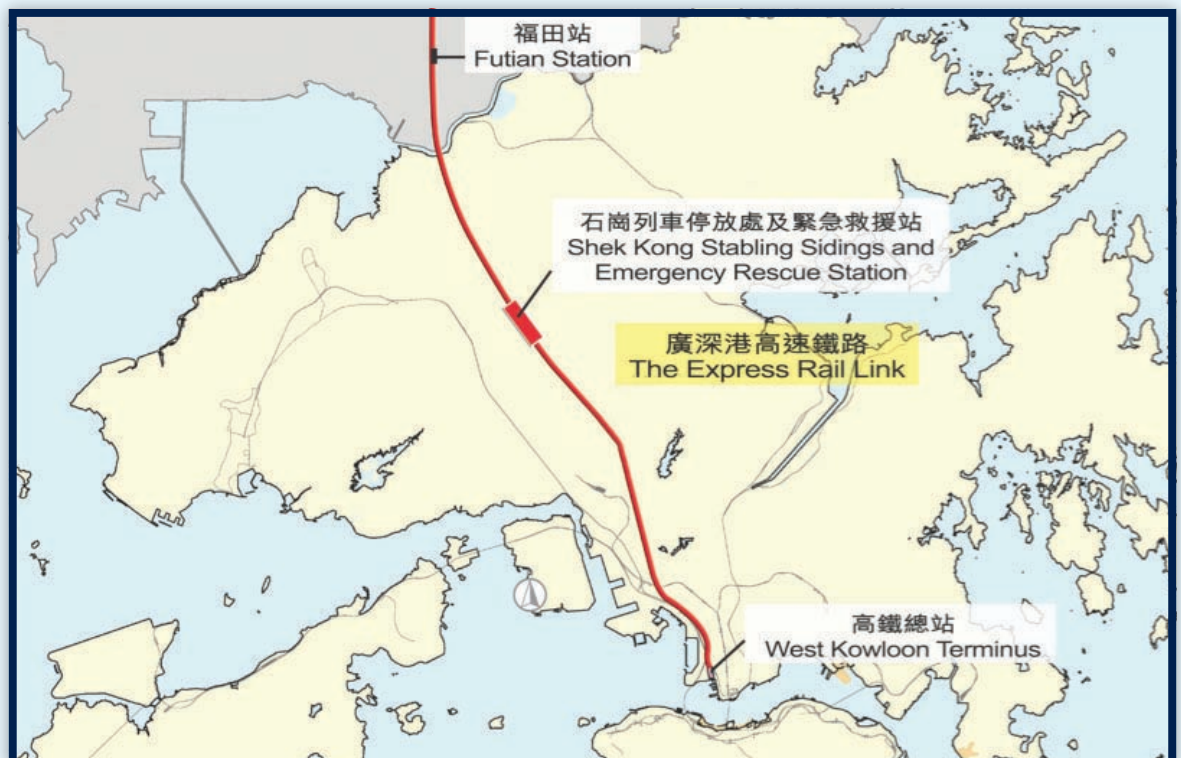 福田站
Futian Station
石崗列車停放處及緊急救援站
Shek Kong Stabling Sidings and
Emergency Rescue Station
廣深港高速鐵路
The Express Rail Link
高鐵總站
West Kowloon Terminus